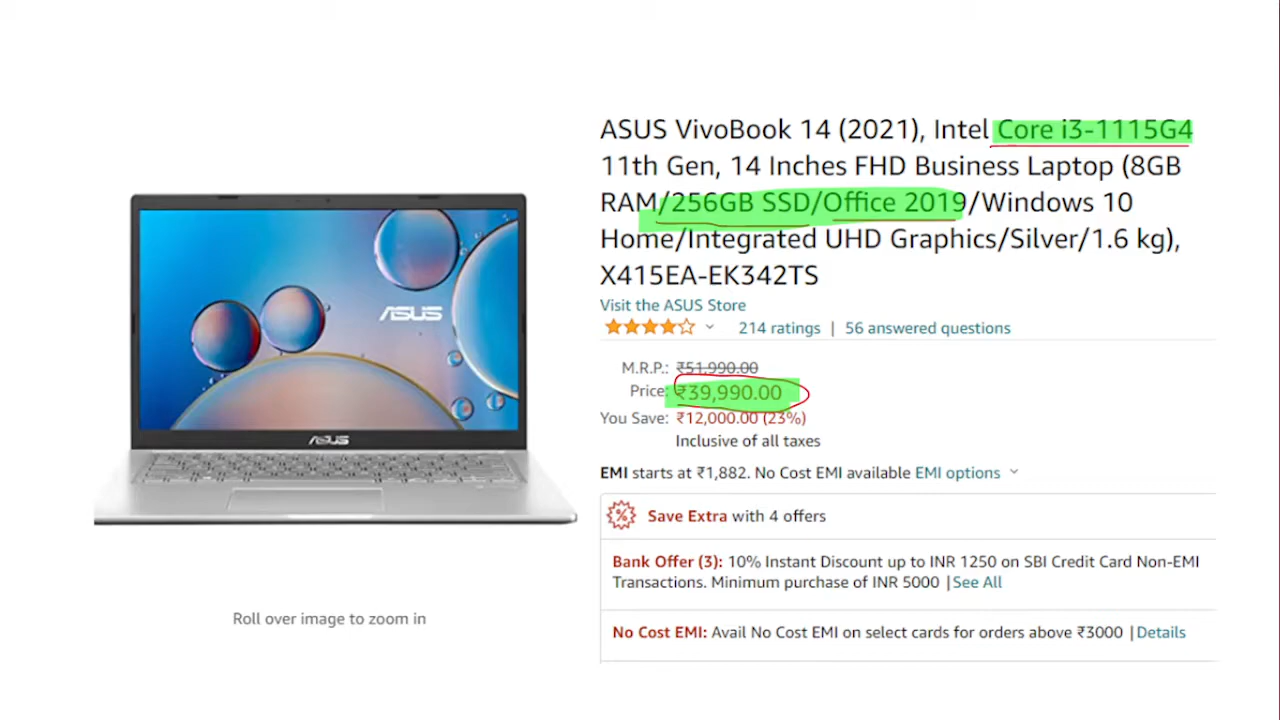 ASUS VivoBook 14 (2021), Intel Core i3-1115G4
11th Gen, 14 Inches FHD Business Laptop (8GB
RAM/256GB SSD/Office 2019/Windows 10
Home/Integrated UHD Graphics/Silver/1.6 kg),
X415EA-EK342TS
Visit the ASUS Store
214 ratings | 56 answered questions
M.R.P.: ₹51,990.00
Price: ₹39,990.00
You Save: ₹12,000.00 (23%)
Inclusive of all taxes
EMI starts at ₹1,882. No Cost EMI available EMI options
Save Extra with 4 offers
Bank Offer (3): 10% Instant Discount up to INR 1250 on SBI Credit Card Non-EMI
Transactions. Minimum purchase of INR 5000 |See All
No Cost EMI: Avail No Cost EMI on select cards for orders above ₹3000 |Details
ASUS
ASUS
Roll over image to zoom in